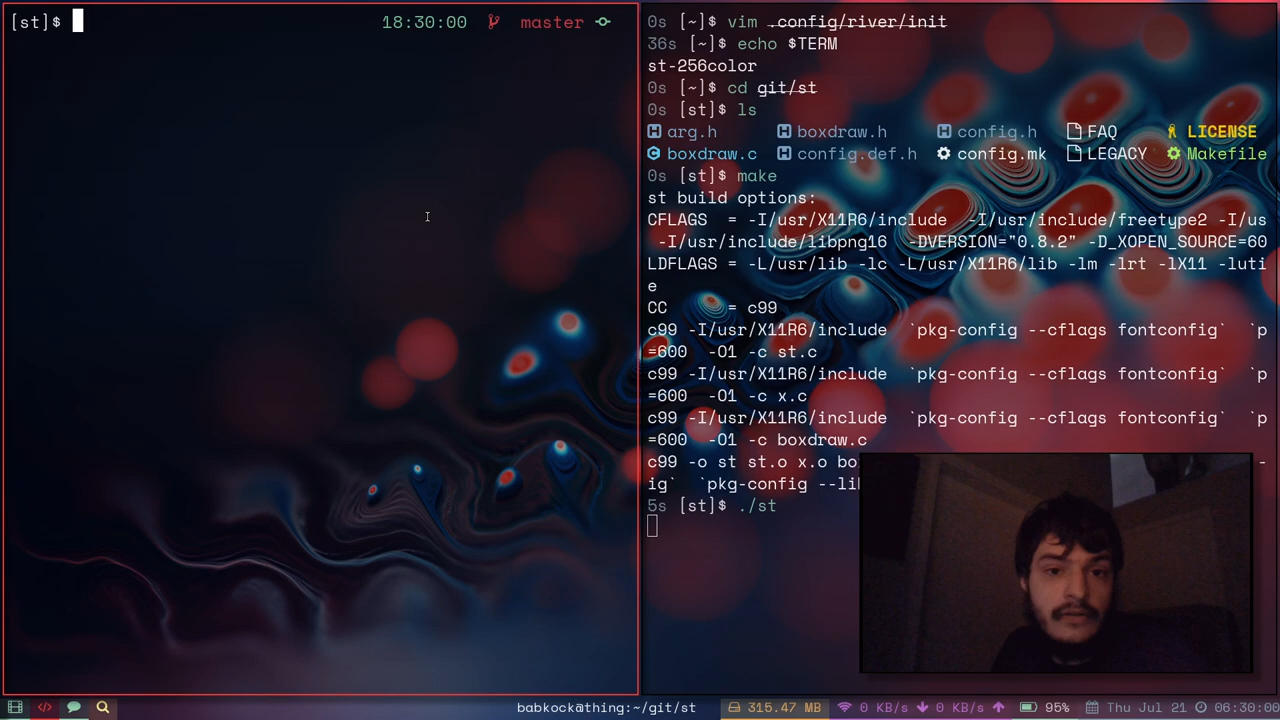 [st]$ 18:30:00 master
0s [~]$ vim .config/river/init
36s [~]$ echo $TERM
st-256color
0s [~]$ cd git/st
0s [st]$ ls
arg.h boxdraw.h config.h FAQ LICENSE
boxdraw.c config.def.h config.mk LEGACY Makefile
0s [st]$ make
st build options:
CFLAGS  = -I/usr/X11R6/include  -I/usr/include/freetype2 -I/us
-I/usr/include/libpng16  -DVERSION="0.8.2" -D_XOPEN_SOURCE=60
LDFLAGS = -L/usr/lib -lc -L/usr/X11R6/lib -lm -lrt -lX11 -luti
e
CC      = c99
c99 -I/usr/X11R6/include  `pkg-config --cflags fontconfig`  `p
=600  -O1 -c st.c
c99 -I/usr/X11R6/include  `pkg-config --cflags fontconfig`  `p
=600  -O1 -c x.c
c99 -I/usr/X11R6/include  `pkg-config --cflags fontconfig`  `p
=600  -O1 -c boxdraw.c
c99 -o st st.o x.o bo -
ig`  `pkg-config --lib
5s [st]$ ./st
babkock@thing:~/git/st 315.47 MB 0 KB/s 0 KB/s 95% Thu Jul 21 06:30:00